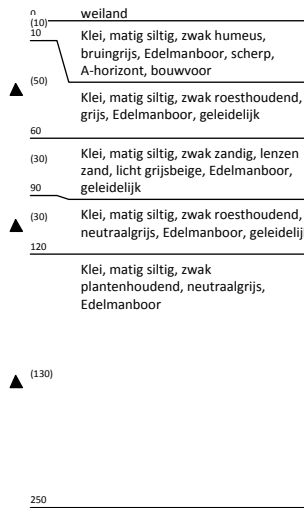 0 weiland
(10)
10 Klei, matig siltig, zwak humeus,
bruingrijs, Edelmanboor, scherp,
A-horizont, bouwvoor
(50)
Klei, matig siltig, zwak roesthoudend,
grijs, Edelmanboor, geleidelijk
60
(30) Klei, matig siltig, zwak zandig, lenzen
zand, licht grijsbeige, Edelmanboor,
90 geleidelijk
(30) Klei, matig siltig, zwak roesthoudend,
neutraalgrijs, Edelmanboor, geleidelij
120
Klei, matig siltig, zwak
plantenhoudend, neutraalgrijs,
Edelmanboor
(130)
250